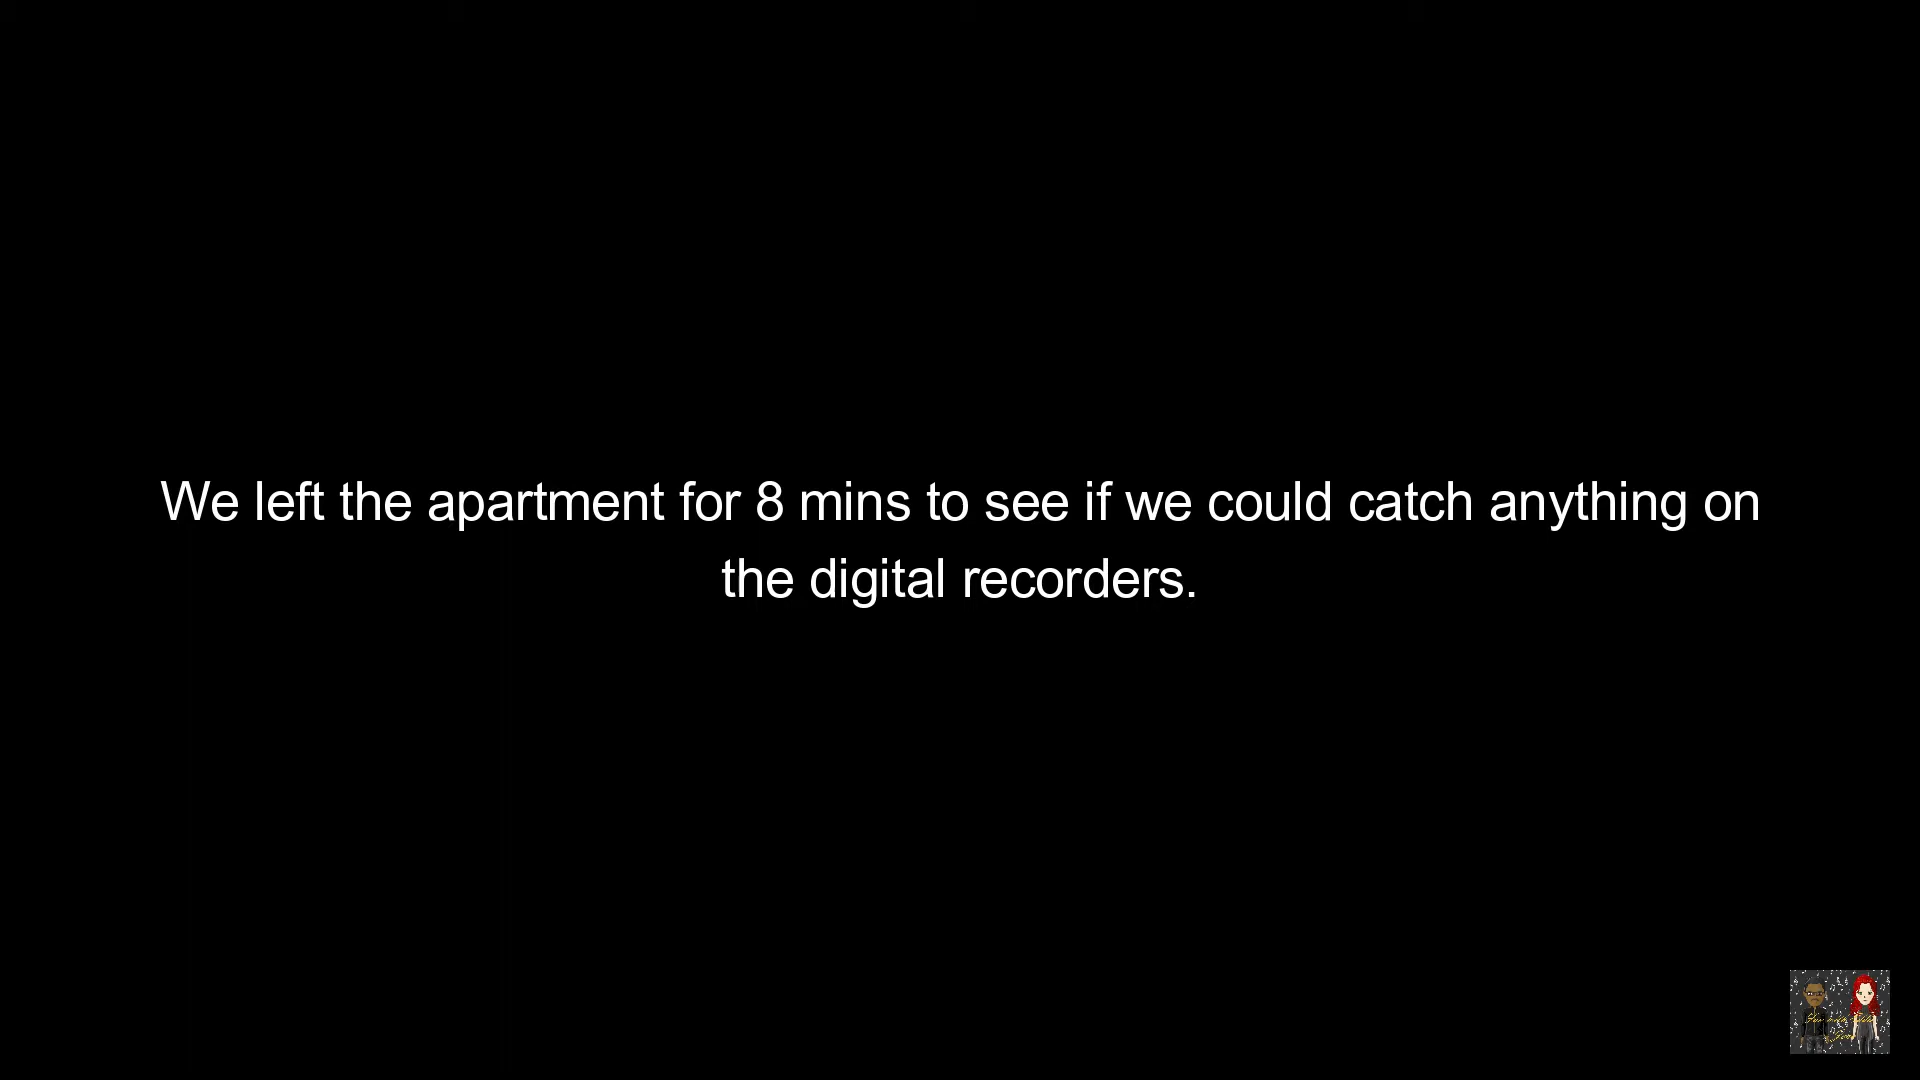 We left the apartment for 8 mins to see if we could catch anything on
the digital recorders.